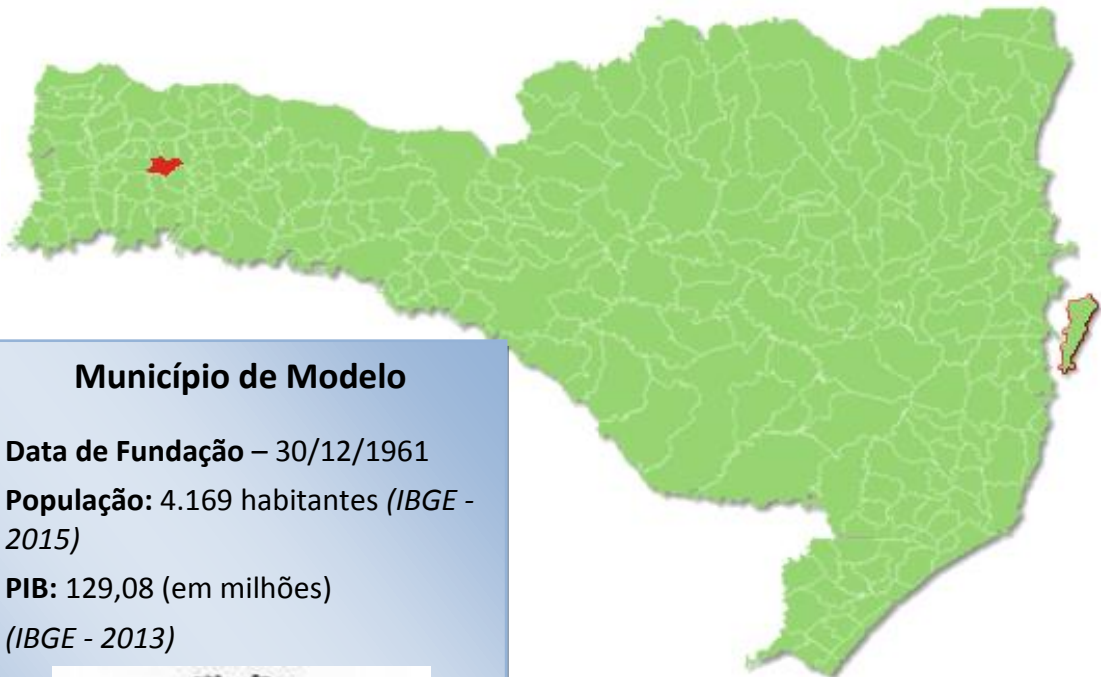 Município de Modelo
Data de Fundação – 30/12/1961
População: 4.169 habitantes (IBGE -
2015)
PIB: 129,08 (em milhões)
(IBGE - 2013)